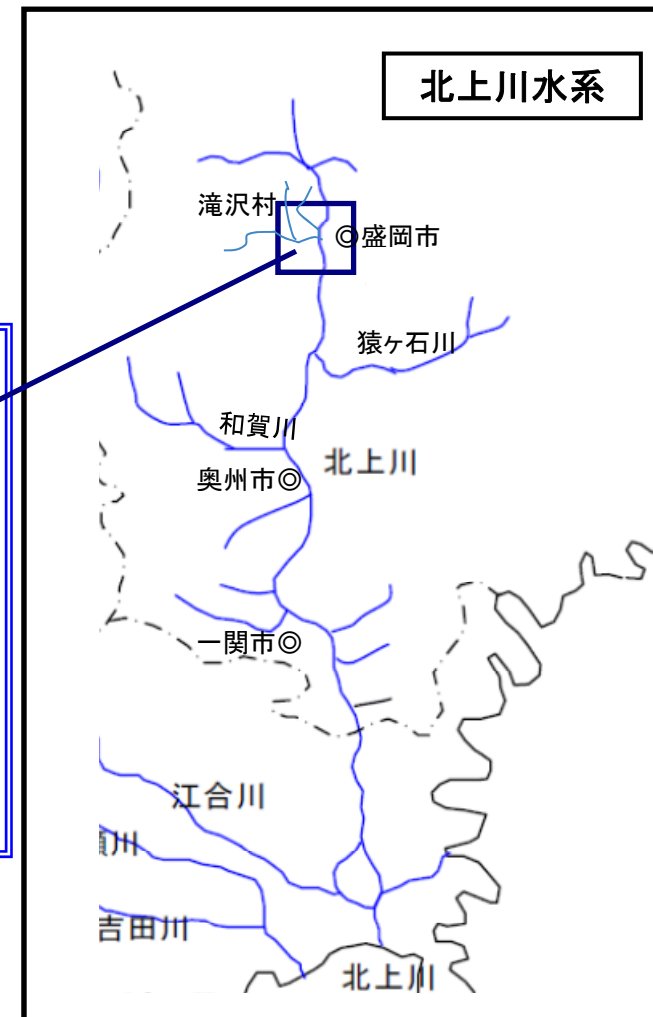 北上川水系
滝沢村
◎盛岡市
猿ヶ石川
和賀川
北上川
奥州市◎
一関市◎
江合川
川
吉田川
北上川